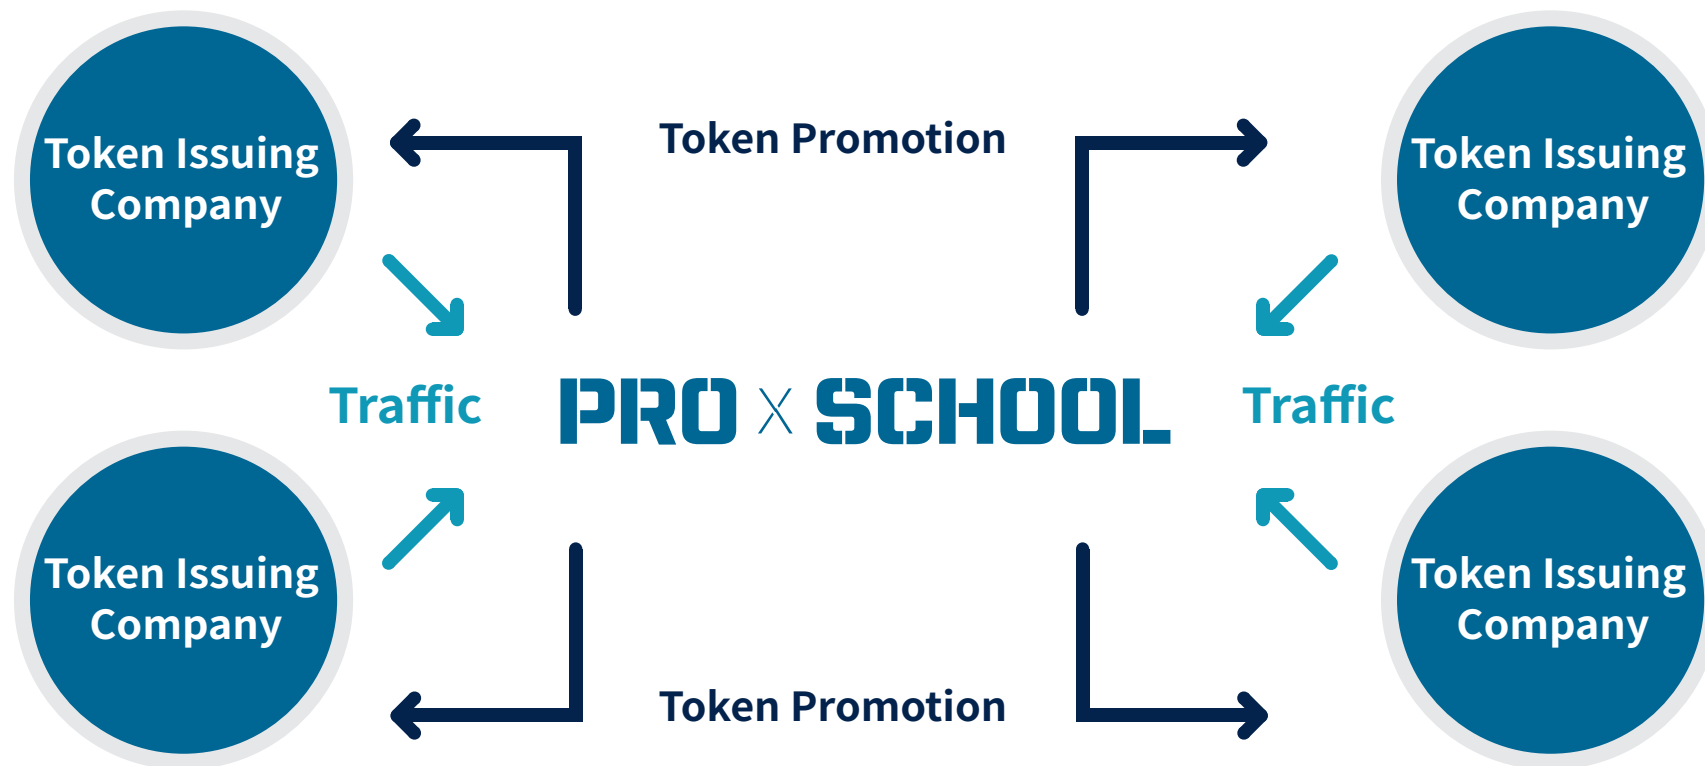 Token Issuing
Company
Token Promotion
Token Issuing
Company
Traffic
PRO X SCHOOL
Traffic
Token Issuing
Company
Token Promotion
Token Issuing
Company